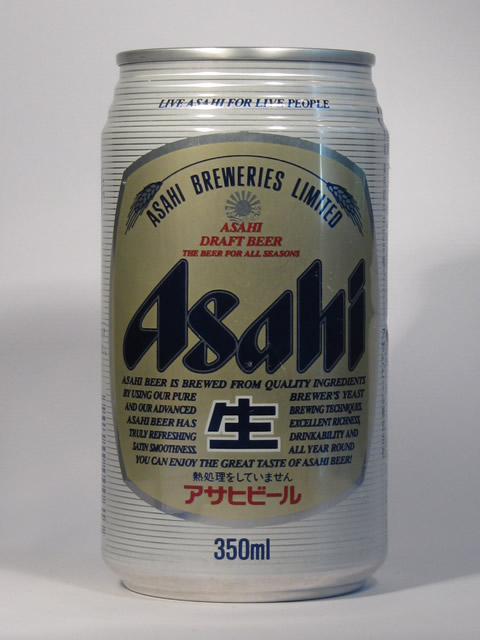 LIVE ASAHI FOR LIVE PEOPLE
ASAHI BREWERIES LIMITED
ASAHI
DRAFT BEER
THE BEER FOR ALL SEASONS
Asahi
ASAHI BEER IS BREWED FROM QUALITY INGREDIENTS
BY USING OUR PURE BREWER'S YEAST
AND OUR ADVANCED BREWING TECHNIQUES.
ASAHI BEER HAS EXCELLENT RICHNESS,
TRULY REFRESHING DRINKABILITY AND
SATIN SMOOTHNESS. ALL YEAR ROUND
生
YOU CAN ENJOY THE GREAT TASTE OF ASAHI BEER!
熱処理をしていません
アサヒビール
350ml